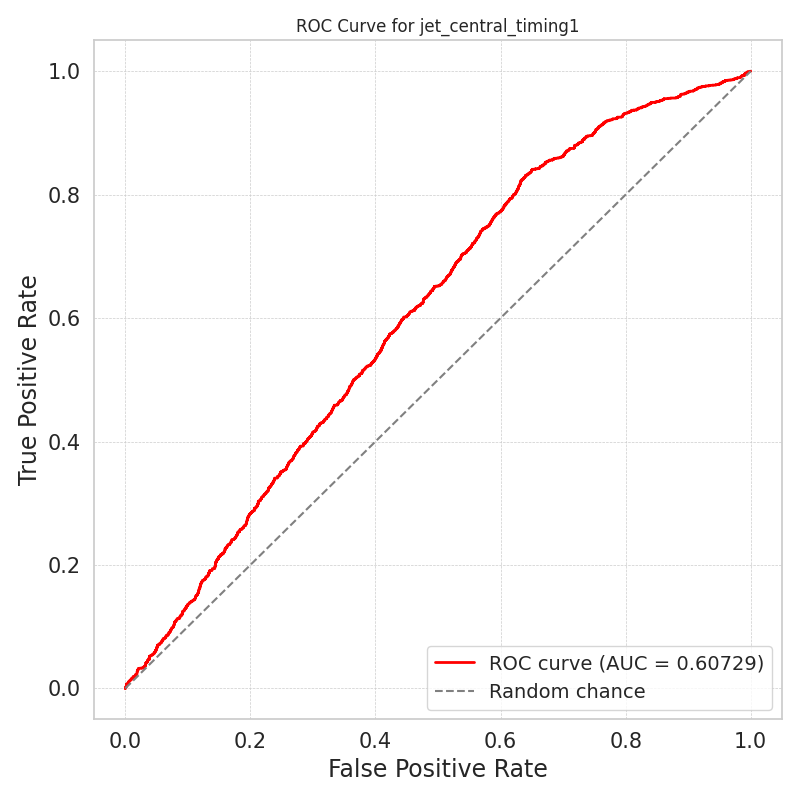 ROC Curve for jet_central_timing1
True Positive Rate
1.0
0.8
0.6
0.4
0.2
0.0
ROC curve (AUC = 0.60729)
Random chance
0.0 0.2 0.4 0.6 0.8 1.0
False Positive Rate